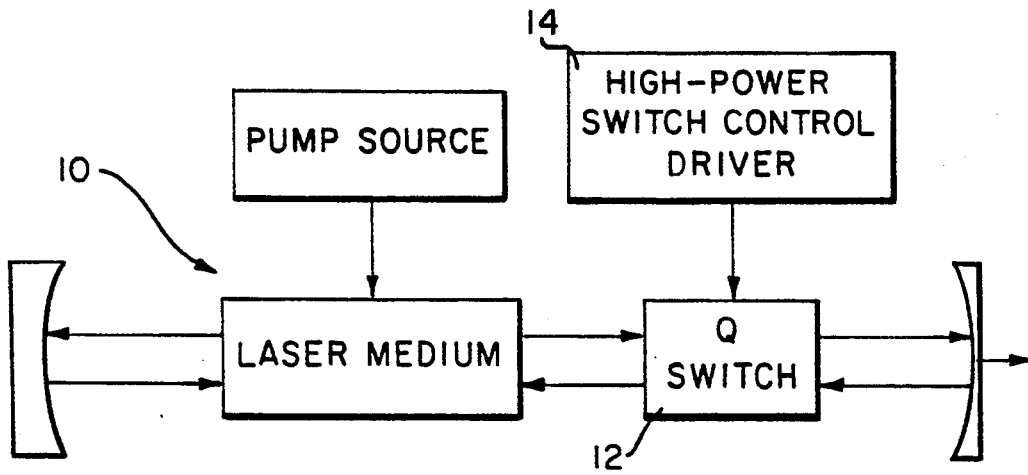 14
HIGH-POWER
SWITCH CONTROL
DRIVER
PUMP SOURCE
10
LASER MEDIUM
Q
SWITCH
12